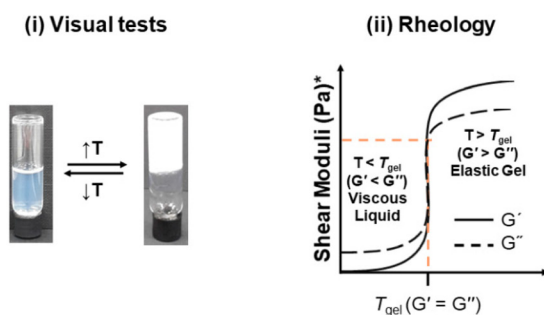 (i) Visual tests
↑T
↓T
(ii) Rheology
Shear Moduli (Pa)*
T < Tgel
(G′ < G″)
Viscous
Liquid
T > Tgel
(G′ > G″)
Elastic Gel
G′
G″
Tgel (G′ = G″)